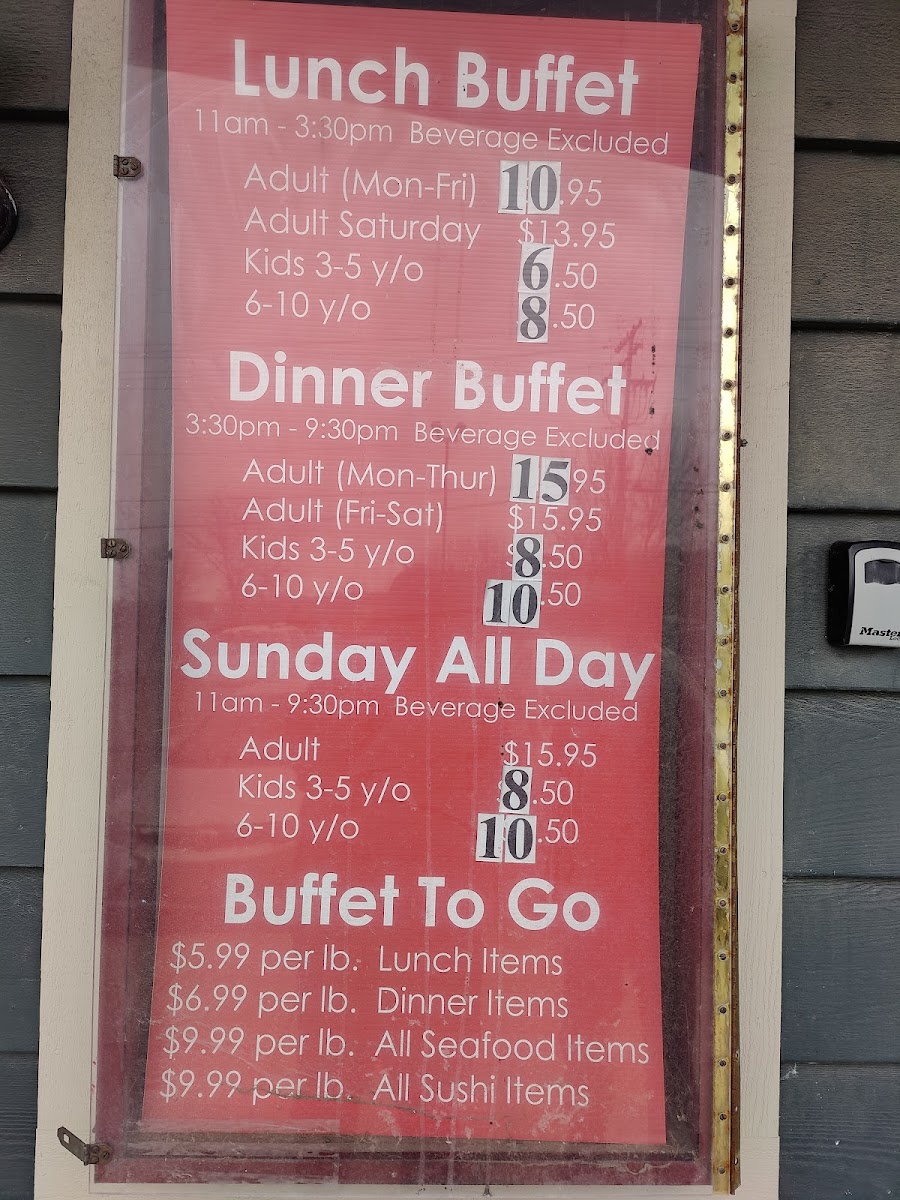 Lunch Buffet
11am - 3:30pm Beverage Excluded
Adult (Mon-Fri) 10.95
Adult Saturday $13.95
Kids 3-5 y/o 6.50
6-10 y/o 8.50
Dinner Buffet
3:30pm - 9:30pm Beverage Excluded
Adult (Mon-Thur) 15 95
Adult (Fri-Sat) $15.95
Kids 3-5 y/o $8.50
6-10 y/o 10.50
Sunday All Day
11am - 9:30pm Beverage Excluded
Adult $15.95
Kids 3-5 y/o 8.50
6-10 y/o 10.50
Buffet To Go
$5.99 per lb. Lunch Items
$6.99 per lb. Dinner Items
$9.99 per lb. All Seafood Items
$9.99 per lb. All Sushi Items
Master